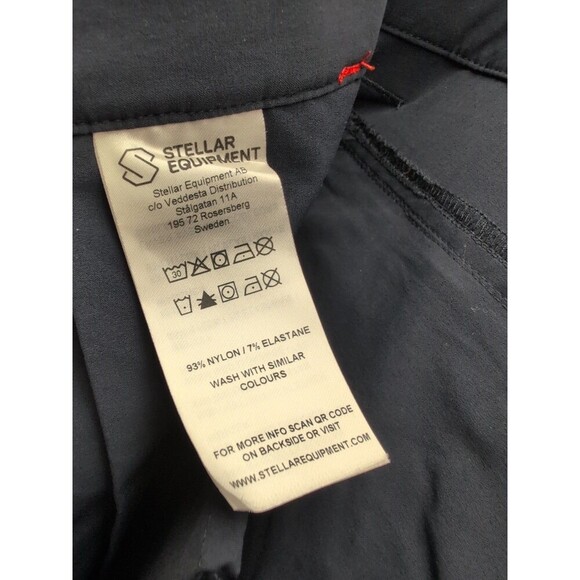 STELLAR
EQUIPMENT
Stellar Equipment AB
c/o Veddesta Distribution
Stålgatan 11A
195 72 Rosersberg
Sweden
30
93% NYLON / 7% ELASTANE
WASH WITH SIMILAR
COLOURS
FOR MORE INFO SCAN QR CODE
ON BACKSIDE OR VISIT
WWW.STELLAREQUIPMENT.COM